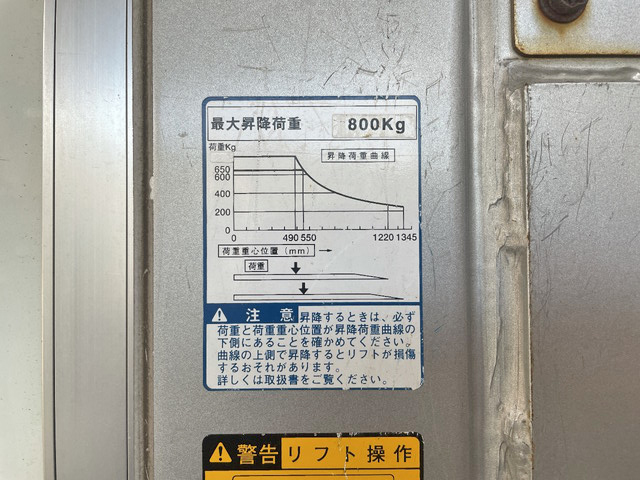 最大昇降荷重 800Kg
荷重Kg
昇降荷重曲線
650
600
400
200
0
0 490 550 1220 1345
荷重重心位置(mm) →
荷重
注意 昇降するときは、必ず
荷重と荷重重心位置が昇降荷重曲線の
下側にあることを確かめてください。
曲線の上側で昇降するとリフトが損傷
するおそれがあります。
詳しくは取扱書をご覧ください。
警告 リフト操作